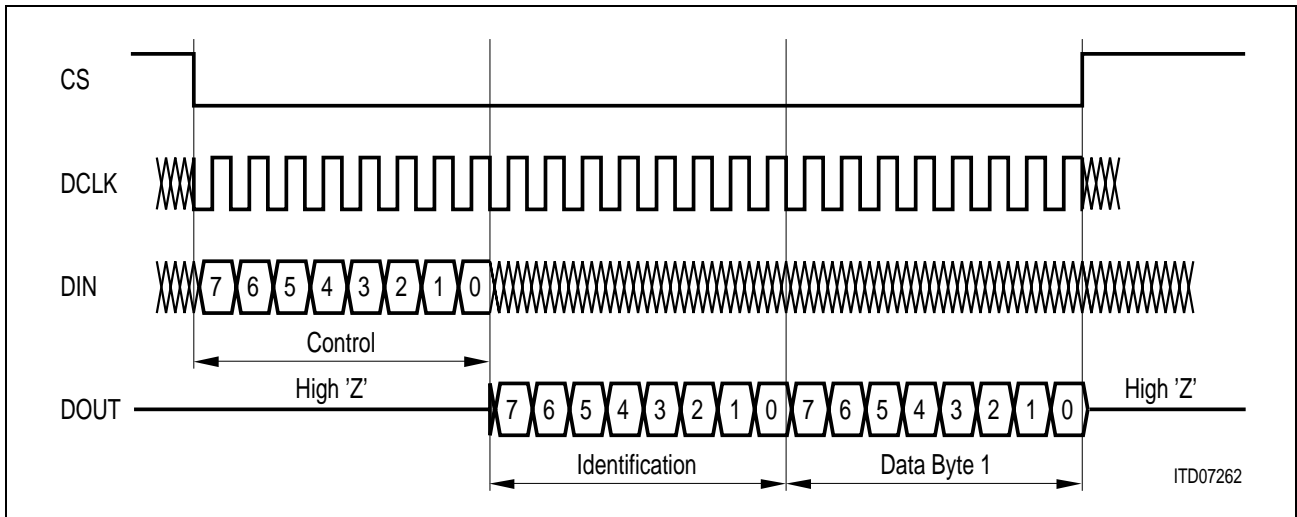 CS
DCLK
DIN 7 6 5 4 3 2 1 0
Control
High 'Z' High 'Z'
DOUT 7 6 5 4 3 2 1 0 7 6 5 4 3 2 1 0
Identification Data Byte 1
ITD07262